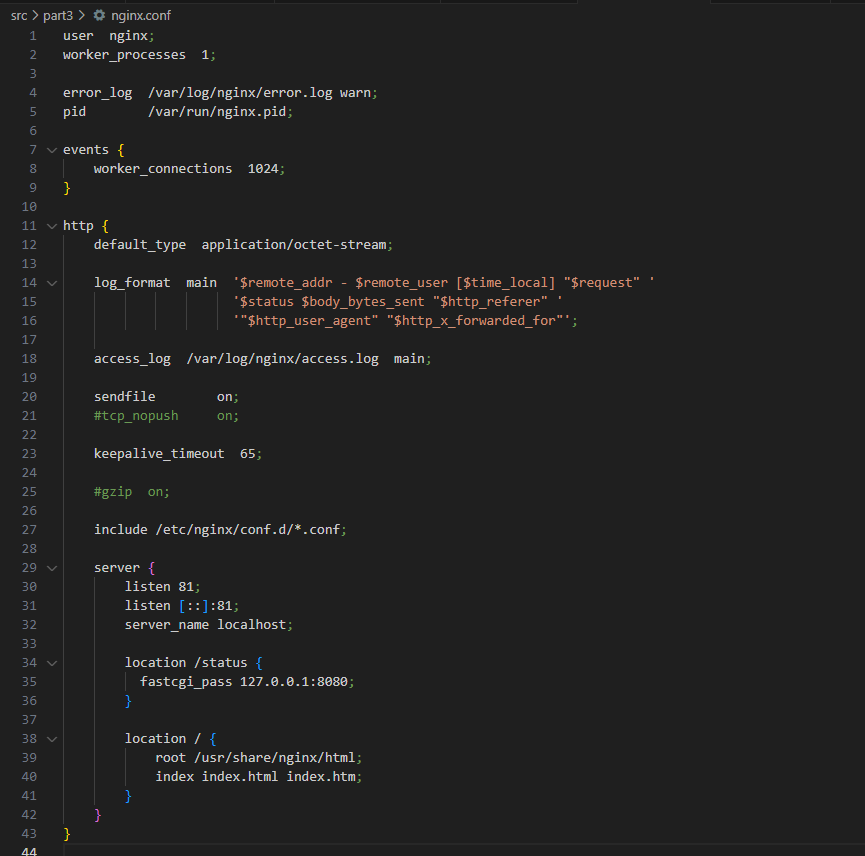 src > part3 > nginx.conf
1 user  nginx;
2 worker_processes  1;
3
4 error_log  /var/log/nginx/error.log warn;
5 pid        /var/run/nginx.pid;
6
7 events {
8     worker_connections  1024;
9 }
10
11 http {
12     default_type  application/octet-stream;
13
14     log_format  main  '$remote_addr - $remote_user [$time_local] "$request" '
15                       '$status $body_bytes_sent "$http_referer" '
16                       '"$http_user_agent" "$http_x_forwarded_for"';
17
18     access_log  /var/log/nginx/access.log  main;
19
20     sendfile        on;
21     #tcp_nopush     on;
22
23     keepalive_timeout  65;
24
25     #gzip  on;
26
27     include /etc/nginx/conf.d/*.conf;
28
29     server {
30         listen 81;
31         listen [::]:81;
32         server_name localhost;
33
34         location /status {
35           fastcgi_pass 127.0.0.1:8080;
36         }
37
38         location / {
39             root /usr/share/nginx/html;
40             index index.html index.htm;
41         }
42     }
43 }
44